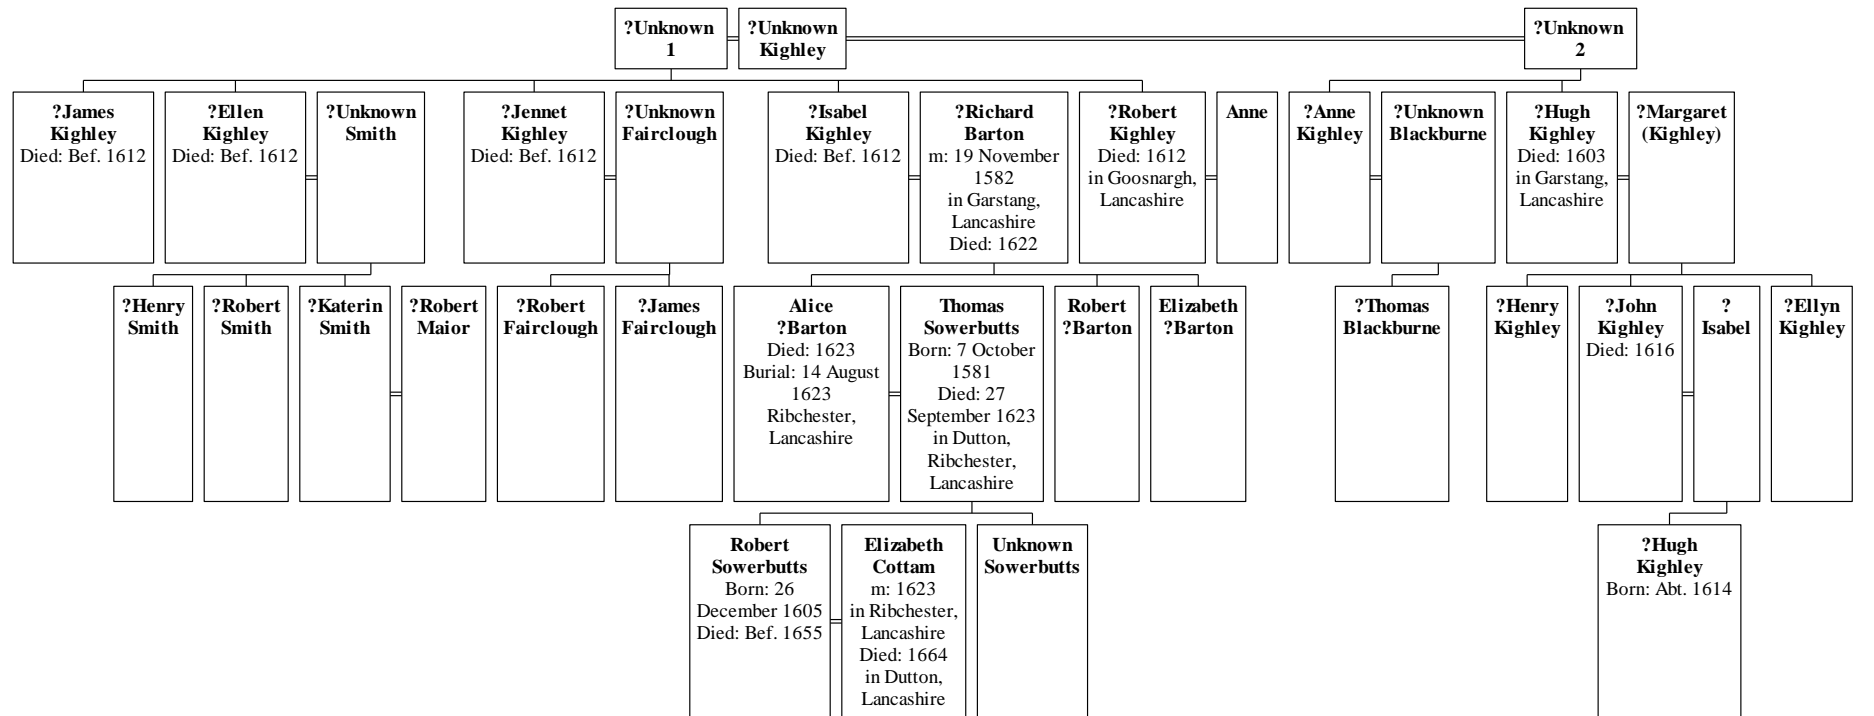 ?Unknown
1
?Unknown
Kighley
?Unknown
2
?James
Kighley
Died: Bef. 1612
?Ellen
Kighley
Died: Bef. 1612
?Unknown
Smith
?Jennet
Kighley
Died: Bef. 1612
?Unknown
Fairclough
?Isabel
Kighley
Died: Bef. 1612
?Richard
Barton
m: 19 November
1582
in Garstang,
Lancashire
Died: 1622
?Robert
Kighley
Died: 1612
in Goosnargh,
Lancashire
Anne
?Anne
Kighley
?Unknown
Blackburne
?Hugh
Kighley
Died: 1603
in Garstang,
Lancashire
?Margaret
(Kighley)
?Henry
Smith
?Robert
Smith
?Katerin
Smith
?Robert
Maior
?Robert
Fairclough
?James
Fairclough
Alice
?Barton
Died: 1623
Burial: 14 August
1623
Ribchester,
Lancashire
Thomas
Sowerbutts
Born: 7 October
1581
Died: 27
September 1623
in Dutton,
Ribchester,
Lancashire
Robert
?Barton
Elizabeth
?Barton
?Thomas
Blackburne
?Henry
Kighley
?John
Kighley
Died: 1616
?
Isabel
?Ellyn
Kighley
Robert
Sowerbutts
Born: 26
December 1605
Died: Bef. 1655
Elizabeth
Cottam
m: 1623
in Ribchester,
Lancashire
Died: 1664
in Dutton,
Lancashire
Unknown
Sowerbutts
?Hugh
Kighley
Born: Abt. 1614